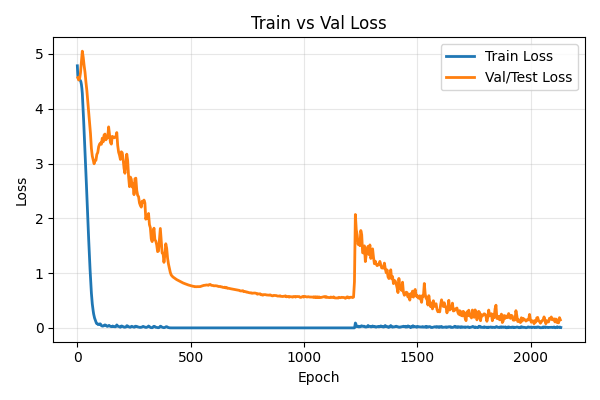 Train vs Val Loss
Train Loss
Val/Test Loss
Loss
5
4
3
2
1
0
0 500 1000 1500 2000
Epoch